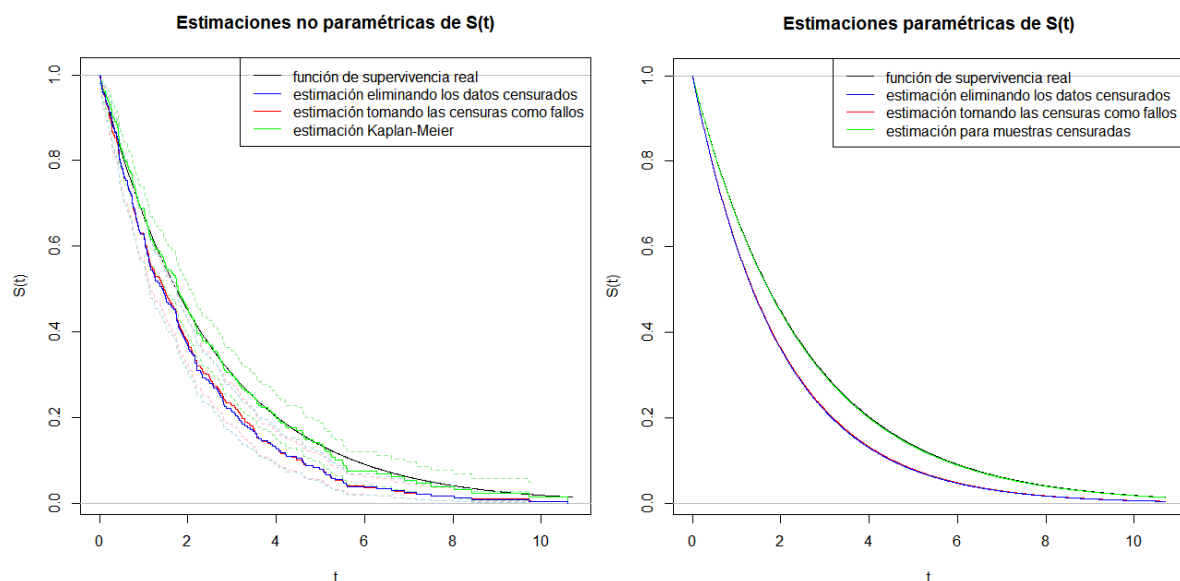 Estimaciones no paramétricas de S(t)
función de supervivencia real
estimación eliminando los datos censurados
estimación tomando las censuras como fallos
estimación Kaplan-Meier
S(t)
0.0
0.2
0.4
0.6
0.8
1.0
0 2 4 6 8 10
t
Estimaciones paramétricas de S(t)
función de supervivencia real
estimación eliminando los datos censurados
estimación tomando las censuras como fallos
estimación para muestras censuradas
S(t)
0.0
0.2
0.4
0.6
0.8
1.0
0 2 4 6 8 10
t